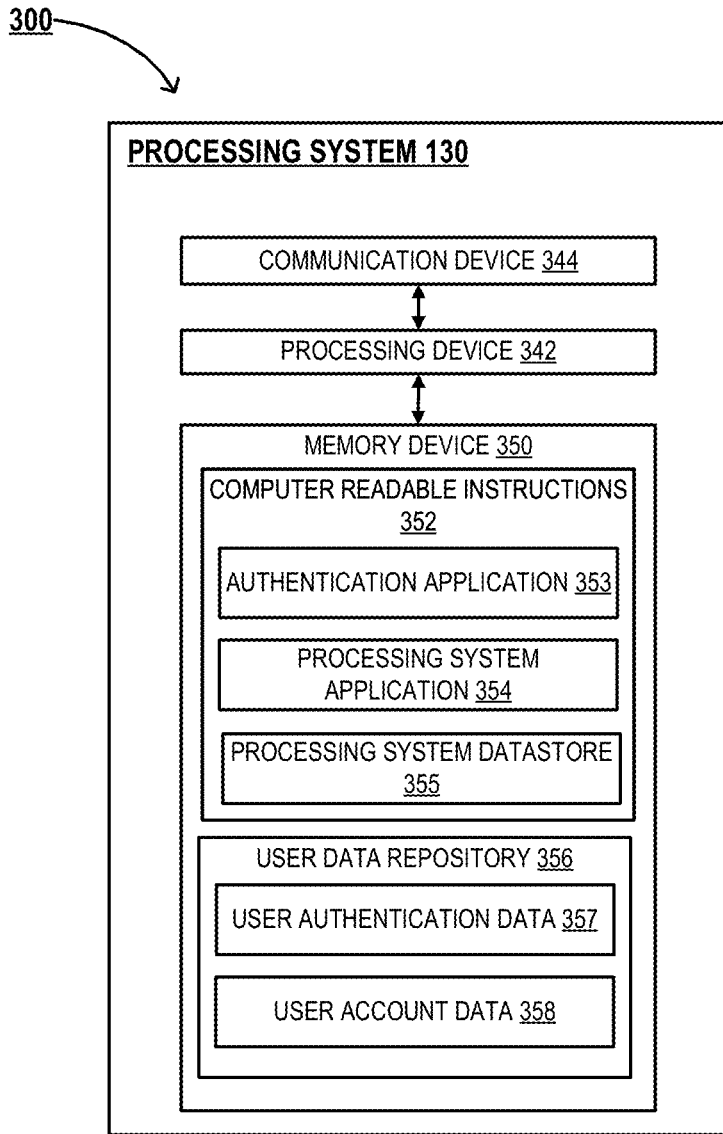 300
PROCESSING SYSTEM 130
COMMUNICATION DEVICE 344
PROCESSING DEVICE 342
MEMORY DEVICE 350
COMPUTER READABLE INSTRUCTIONS
352
AUTHENTICATION APPLICATION 353
PROCESSING SYSTEM
APPLICATION 354
PROCESSING SYSTEM DATASTORE
355
USER DATA REPOSITORY 356
USER AUTHENTICATION DATA 357
USER ACCOUNT DATA 358